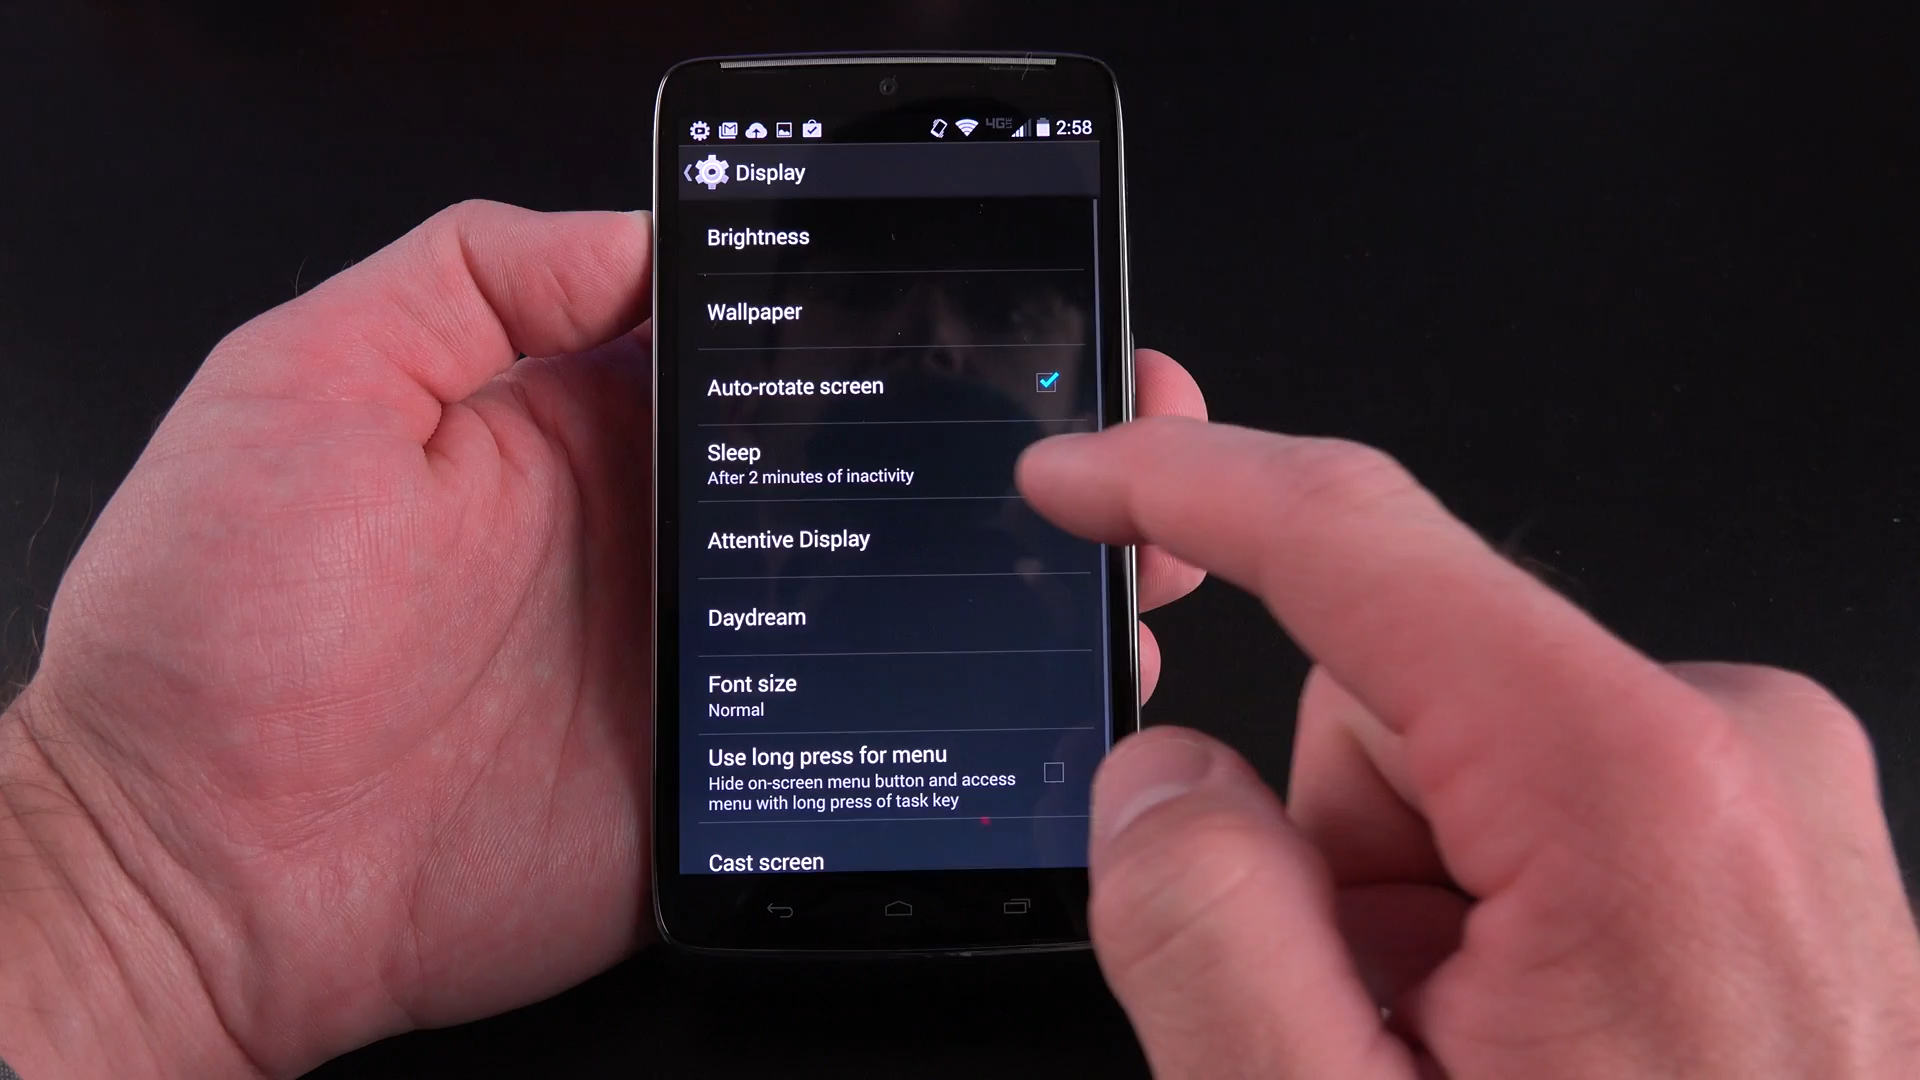 4G LTE 2:58
Display
Brightness
Wallpaper
Auto-rotate screen
Sleep
After 2 minutes of inactivity
Attentive Display
Daydream
Font size
Normal
Use long press for menu
Hide on-screen menu button and access
menu with long press of task key
Cast screen